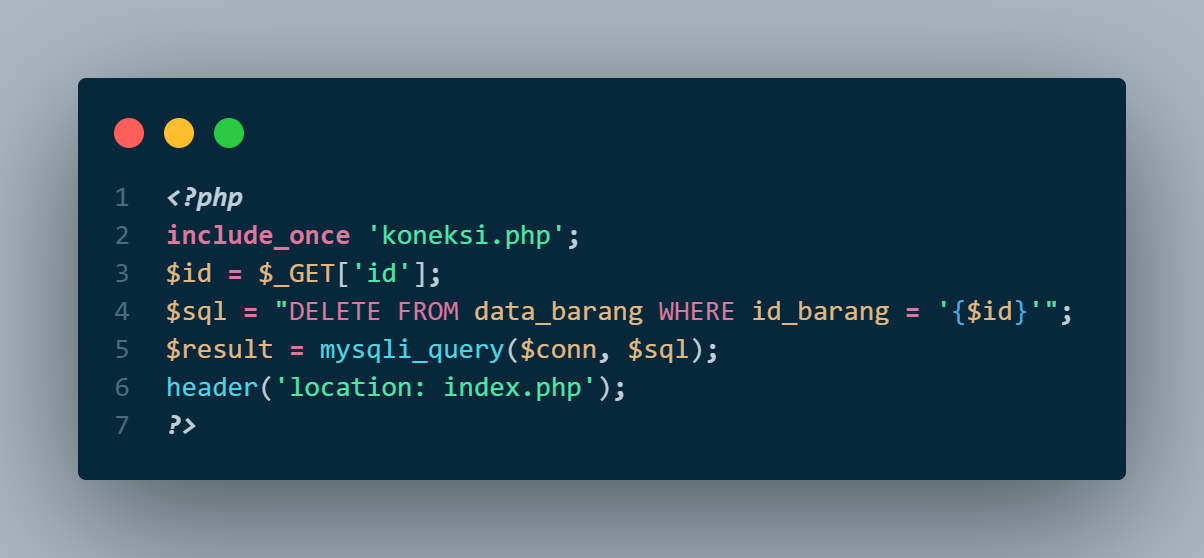 1 <?php
2 include_once 'koneksi.php';
3 $id = $_GET['id'];
4 $sql = "DELETE FROM data_barang WHERE id_barang = '{$id}'";
5 $result = mysqli_query($conn, $sql);
6 header('location: index.php');
7 ?>